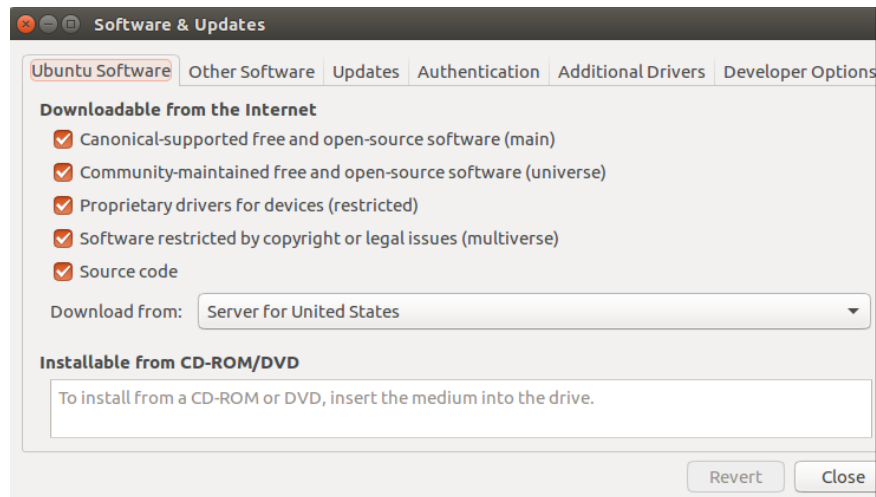 Software & Updates
Ubuntu Software Other Software Updates Authentication Additional Drivers Developer Options
Downloadable from the Internet
Canonical-supported free and open-source software (main)
Community-maintained free and open-source software (universe)
Proprietary drivers for devices (restricted)
Software restricted by copyright or legal issues (multiverse)
Source code
Download from: Server for United States
Installable from CD-ROM/DVD
To install from a CD-ROM or DVD, insert the medium into the drive.
Revert Close